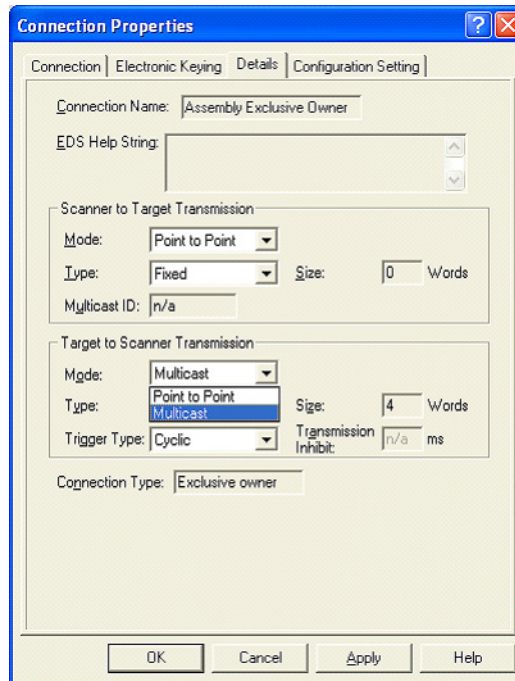 Connection Properties
Connection Electronic Keying Details Configuration Setting
Connection Name: Assembly Exclusive Owner
EDS Help String:
Scanner to Target Transmission
Mode: Point to Point
Type: Fixed Size: 0 Words
Multicast ID: n/a
Target to Scanner Transmission
Mode: Multicast
Point to Point
Type: Multicast Size: 4 Words
Trigger Type: Cyclic Transmission Inhibit: n/a ms
Connection Type: Exclusive owner
OK Cancel Apply Help